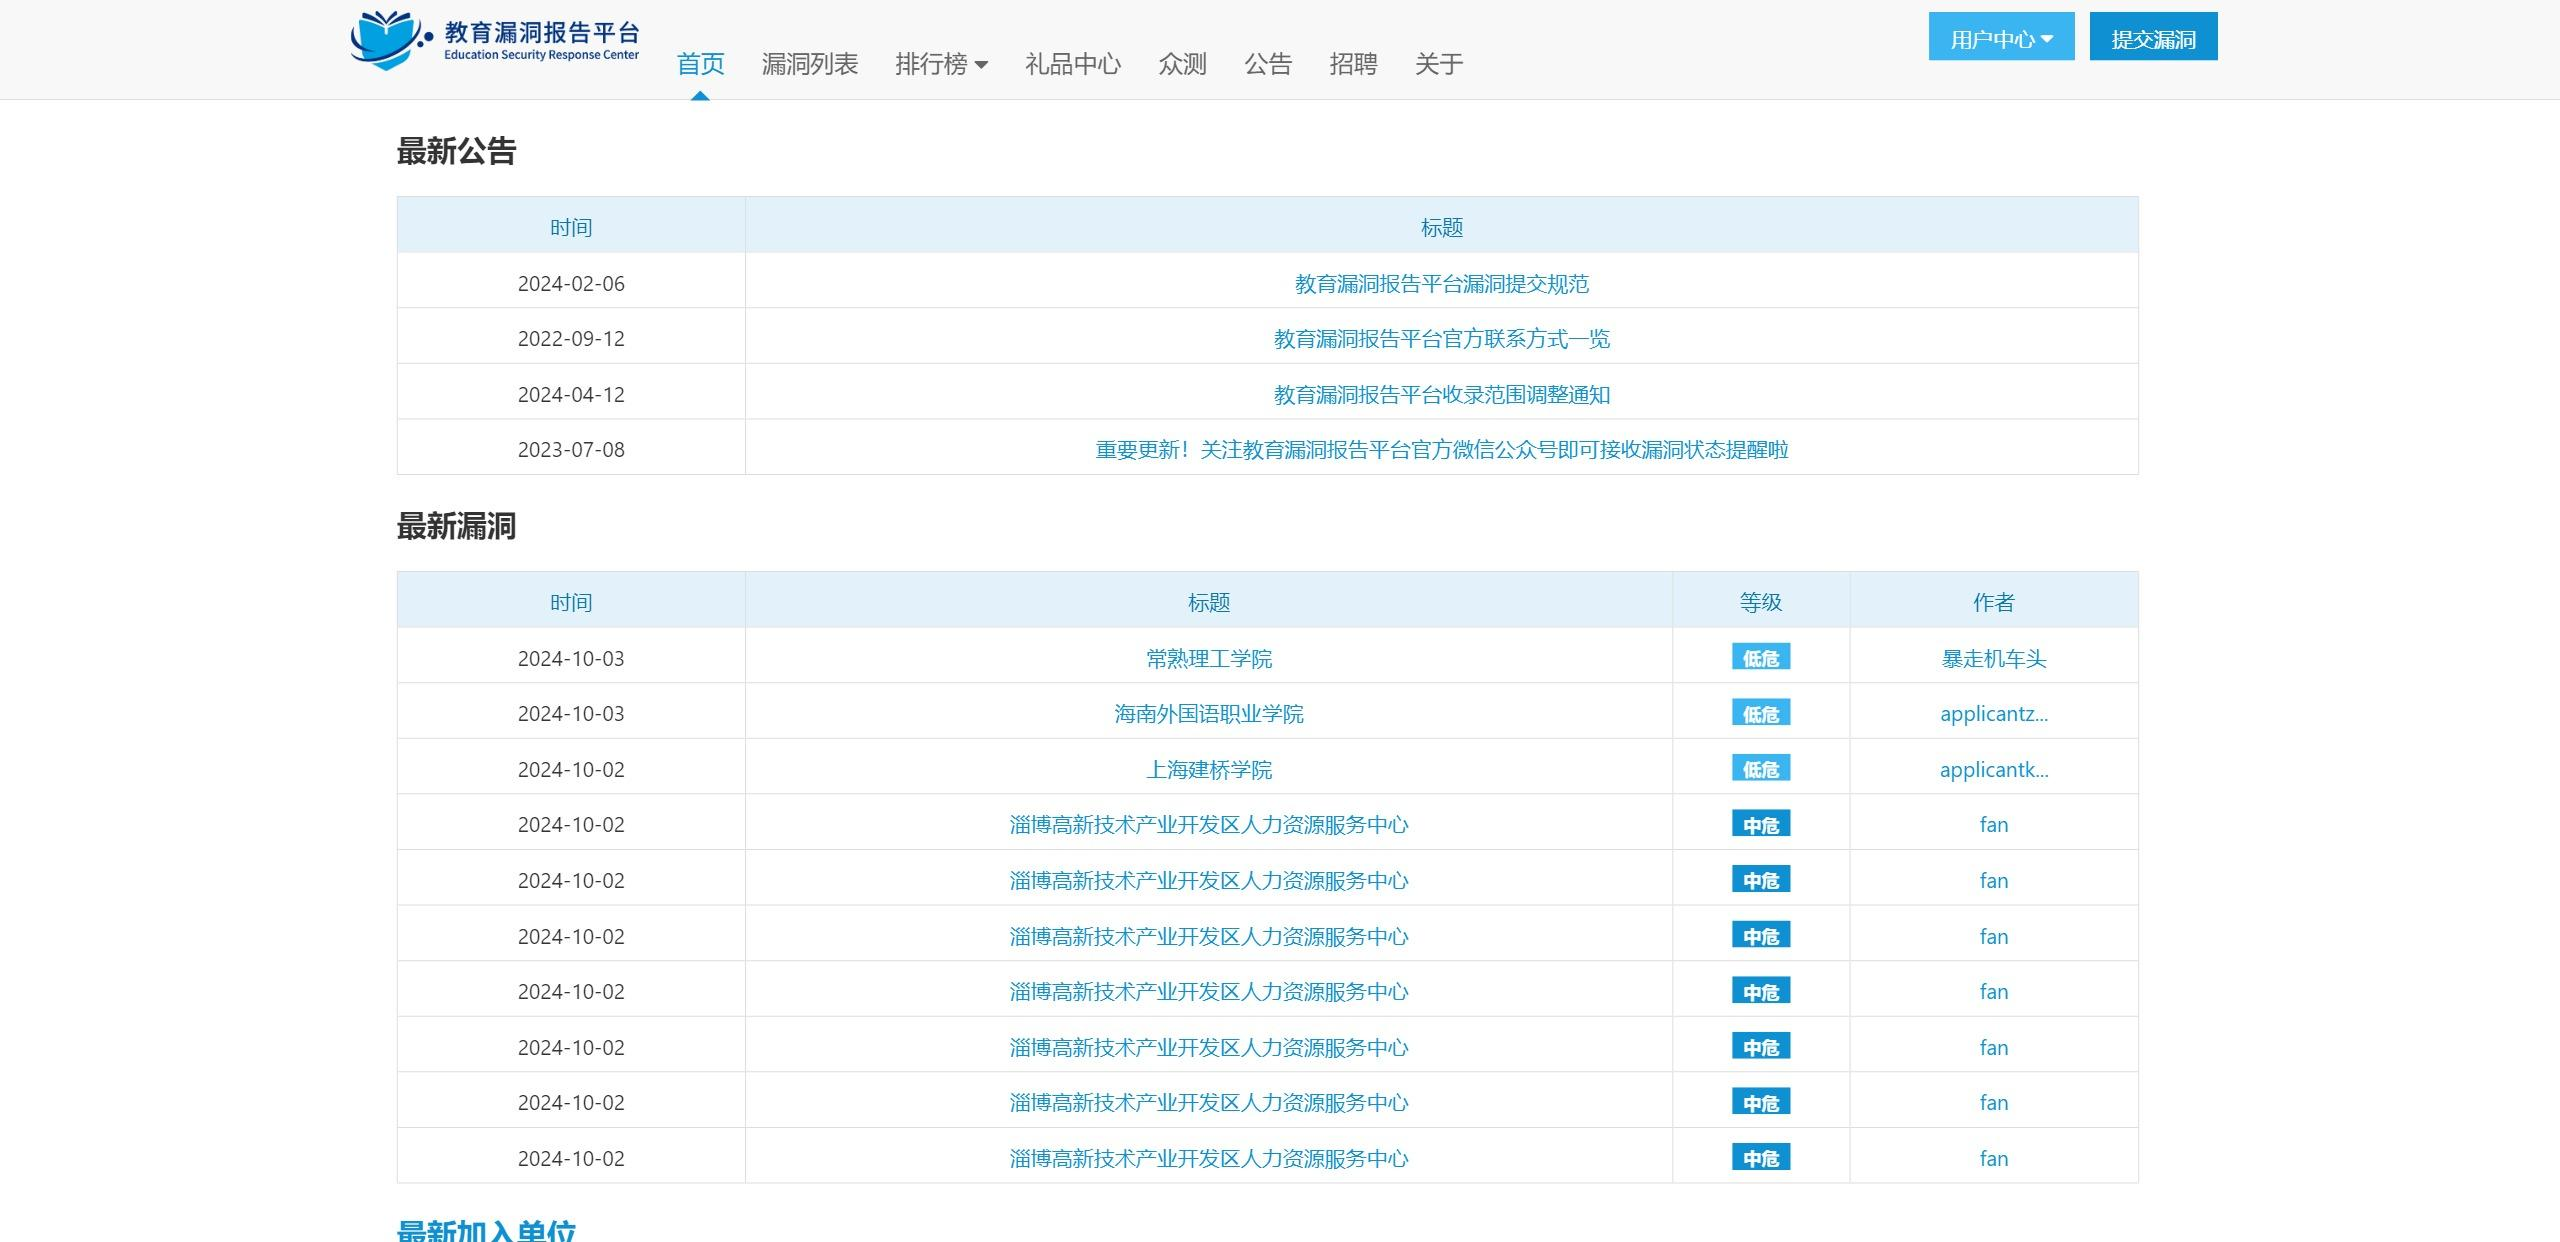 教育漏洞报告平台
Education Security Response Center
首页 漏洞列表 排行榜 礼品中心 众测 公告 招聘 关于 用户中心 提交漏洞
最新公告
时间 标题
2024-02-06 教育漏洞报告平台漏洞提交规范
2022-09-12 教育漏洞报告平台官方联系方式一览
2024-04-12 教育漏洞报告平台收录范围调整通知
2023-07-08 重要更新！关注教育漏洞报告平台官方微信公众号即可接收漏洞状态提醒啦
最新漏洞
时间 标题 等级 作者
2024-10-03 常熟理工学院 低危 暴走机车头
2024-10-03 海南外国语职业学院 低危 applicantz...
2024-10-02 上海建桥学院 低危 applicantk...
2024-10-02 淄博高新技术产业开发区人力资源服务中心 中危 fan
2024-10-02 淄博高新技术产业开发区人力资源服务中心 中危 fan
2024-10-02 淄博高新技术产业开发区人力资源服务中心 中危 fan
2024-10-02 淄博高新技术产业开发区人力资源服务中心 中危 fan
2024-10-02 淄博高新技术产业开发区人力资源服务中心 中危 fan
2024-10-02 淄博高新技术产业开发区人力资源服务中心 中危 fan
2024-10-02 淄博高新技术产业开发区人力资源服务中心 中危 fan
最新加入单位